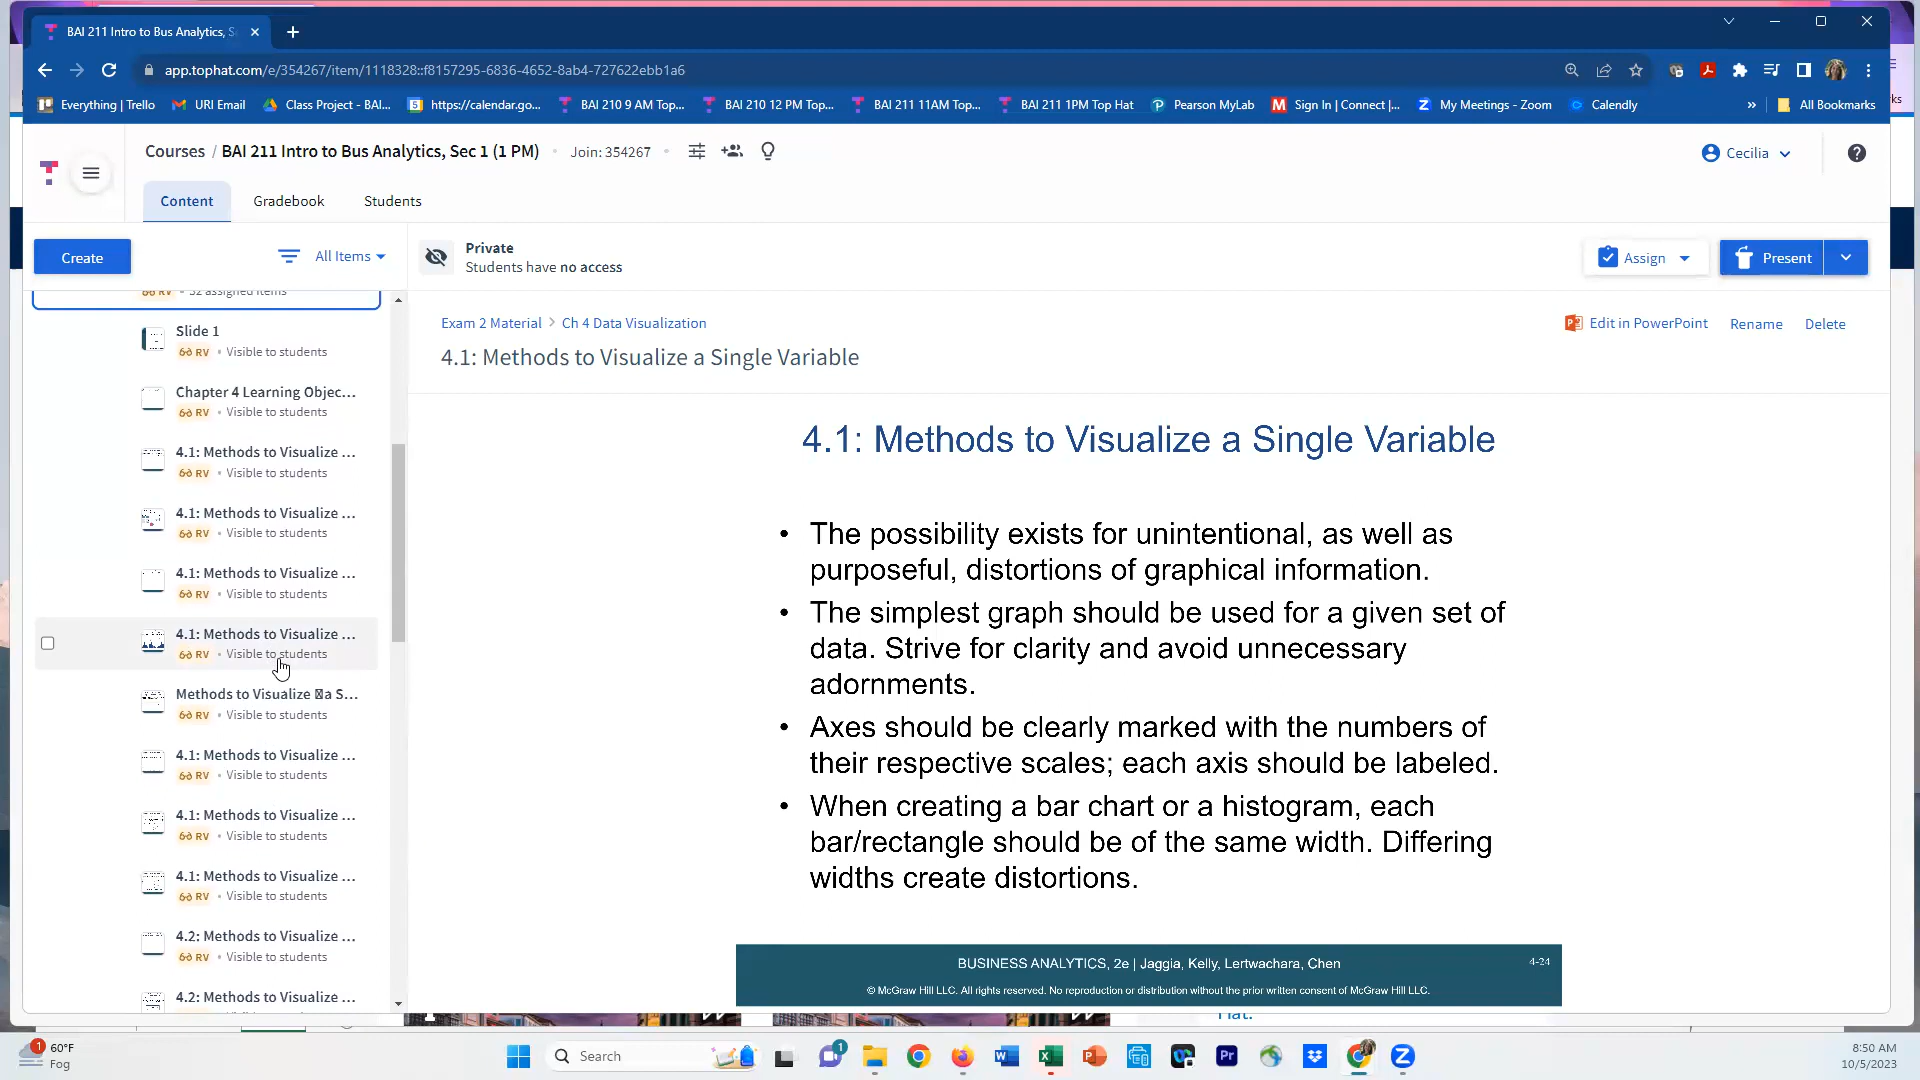 BAI 211 Intro to Bus Analytics, S
app.tophat.com/e/354267/item/1118328::f8157295-6836-4652-8ab4-727622ebb1a6
Everything | Trello
URI Email
Class Project - BAI...
https://calendar.go...
BAI 210 9 AM Top...
BAI 210 12 PM Top...
BAI 211 11AM Top...
BAI 211 1PM Top Hat
Pearson MyLab
Sign In | Connect |...
My Meetings - Zoom
Calendly
»
All Bookmarks
Courses / BAI 211 Intro to Bus Analytics, Sec 1 (1 PM)
Join: 354267
Cecilia
Content
Gradebook
Students
Create
All Items
Private
Students have no access
Assign
Present
RV • 32 assigned items
Slide 1
RV • Visible to students
Chapter 4 Learning Objec...
RV • Visible to students
4.1: Methods to Visualize ...
RV • Visible to students
4.1: Methods to Visualize ...
RV • Visible to students
4.1: Methods to Visualize ...
RV • Visible to students
4.1: Methods to Visualize ...
RV • Visible to students
Methods to Visualize a S...
RV • Visible to students
4.1: Methods to Visualize ...
RV • Visible to students
4.1: Methods to Visualize ...
RV • Visible to students
4.1: Methods to Visualize ...
RV • Visible to students
4.2: Methods to Visualize ...
RV • Visible to students
4.2: Methods to Visualize ...
Exam 2 Material > Ch 4 Data Visualization
Edit in PowerPoint
Rename
Delete
4.1: Methods to Visualize a Single Variable
4.1: Methods to Visualize a Single Variable
• The possibility exists for unintentional, as well as
purposeful, distortions of graphical information.
• The simplest graph should be used for a given set of
data. Strive for clarity and avoid unnecessary
adornments.
• Axes should be clearly marked with the numbers of
their respective scales; each axis should be labeled.
• When creating a bar chart or a histogram, each
bar/rectangle should be of the same width. Differing
widths create distortions.
BUSINESS ANALYTICS, 2e | Jaggia, Kelly, Lertwachara, Chen
4-24
© McGraw Hill LLC. All rights reserved. No reproduction or distribution without the prior written consent of McGraw Hill LLC.
Hat.
1
60°F
Fog
Search
1
8:50 AM
10/5/2023